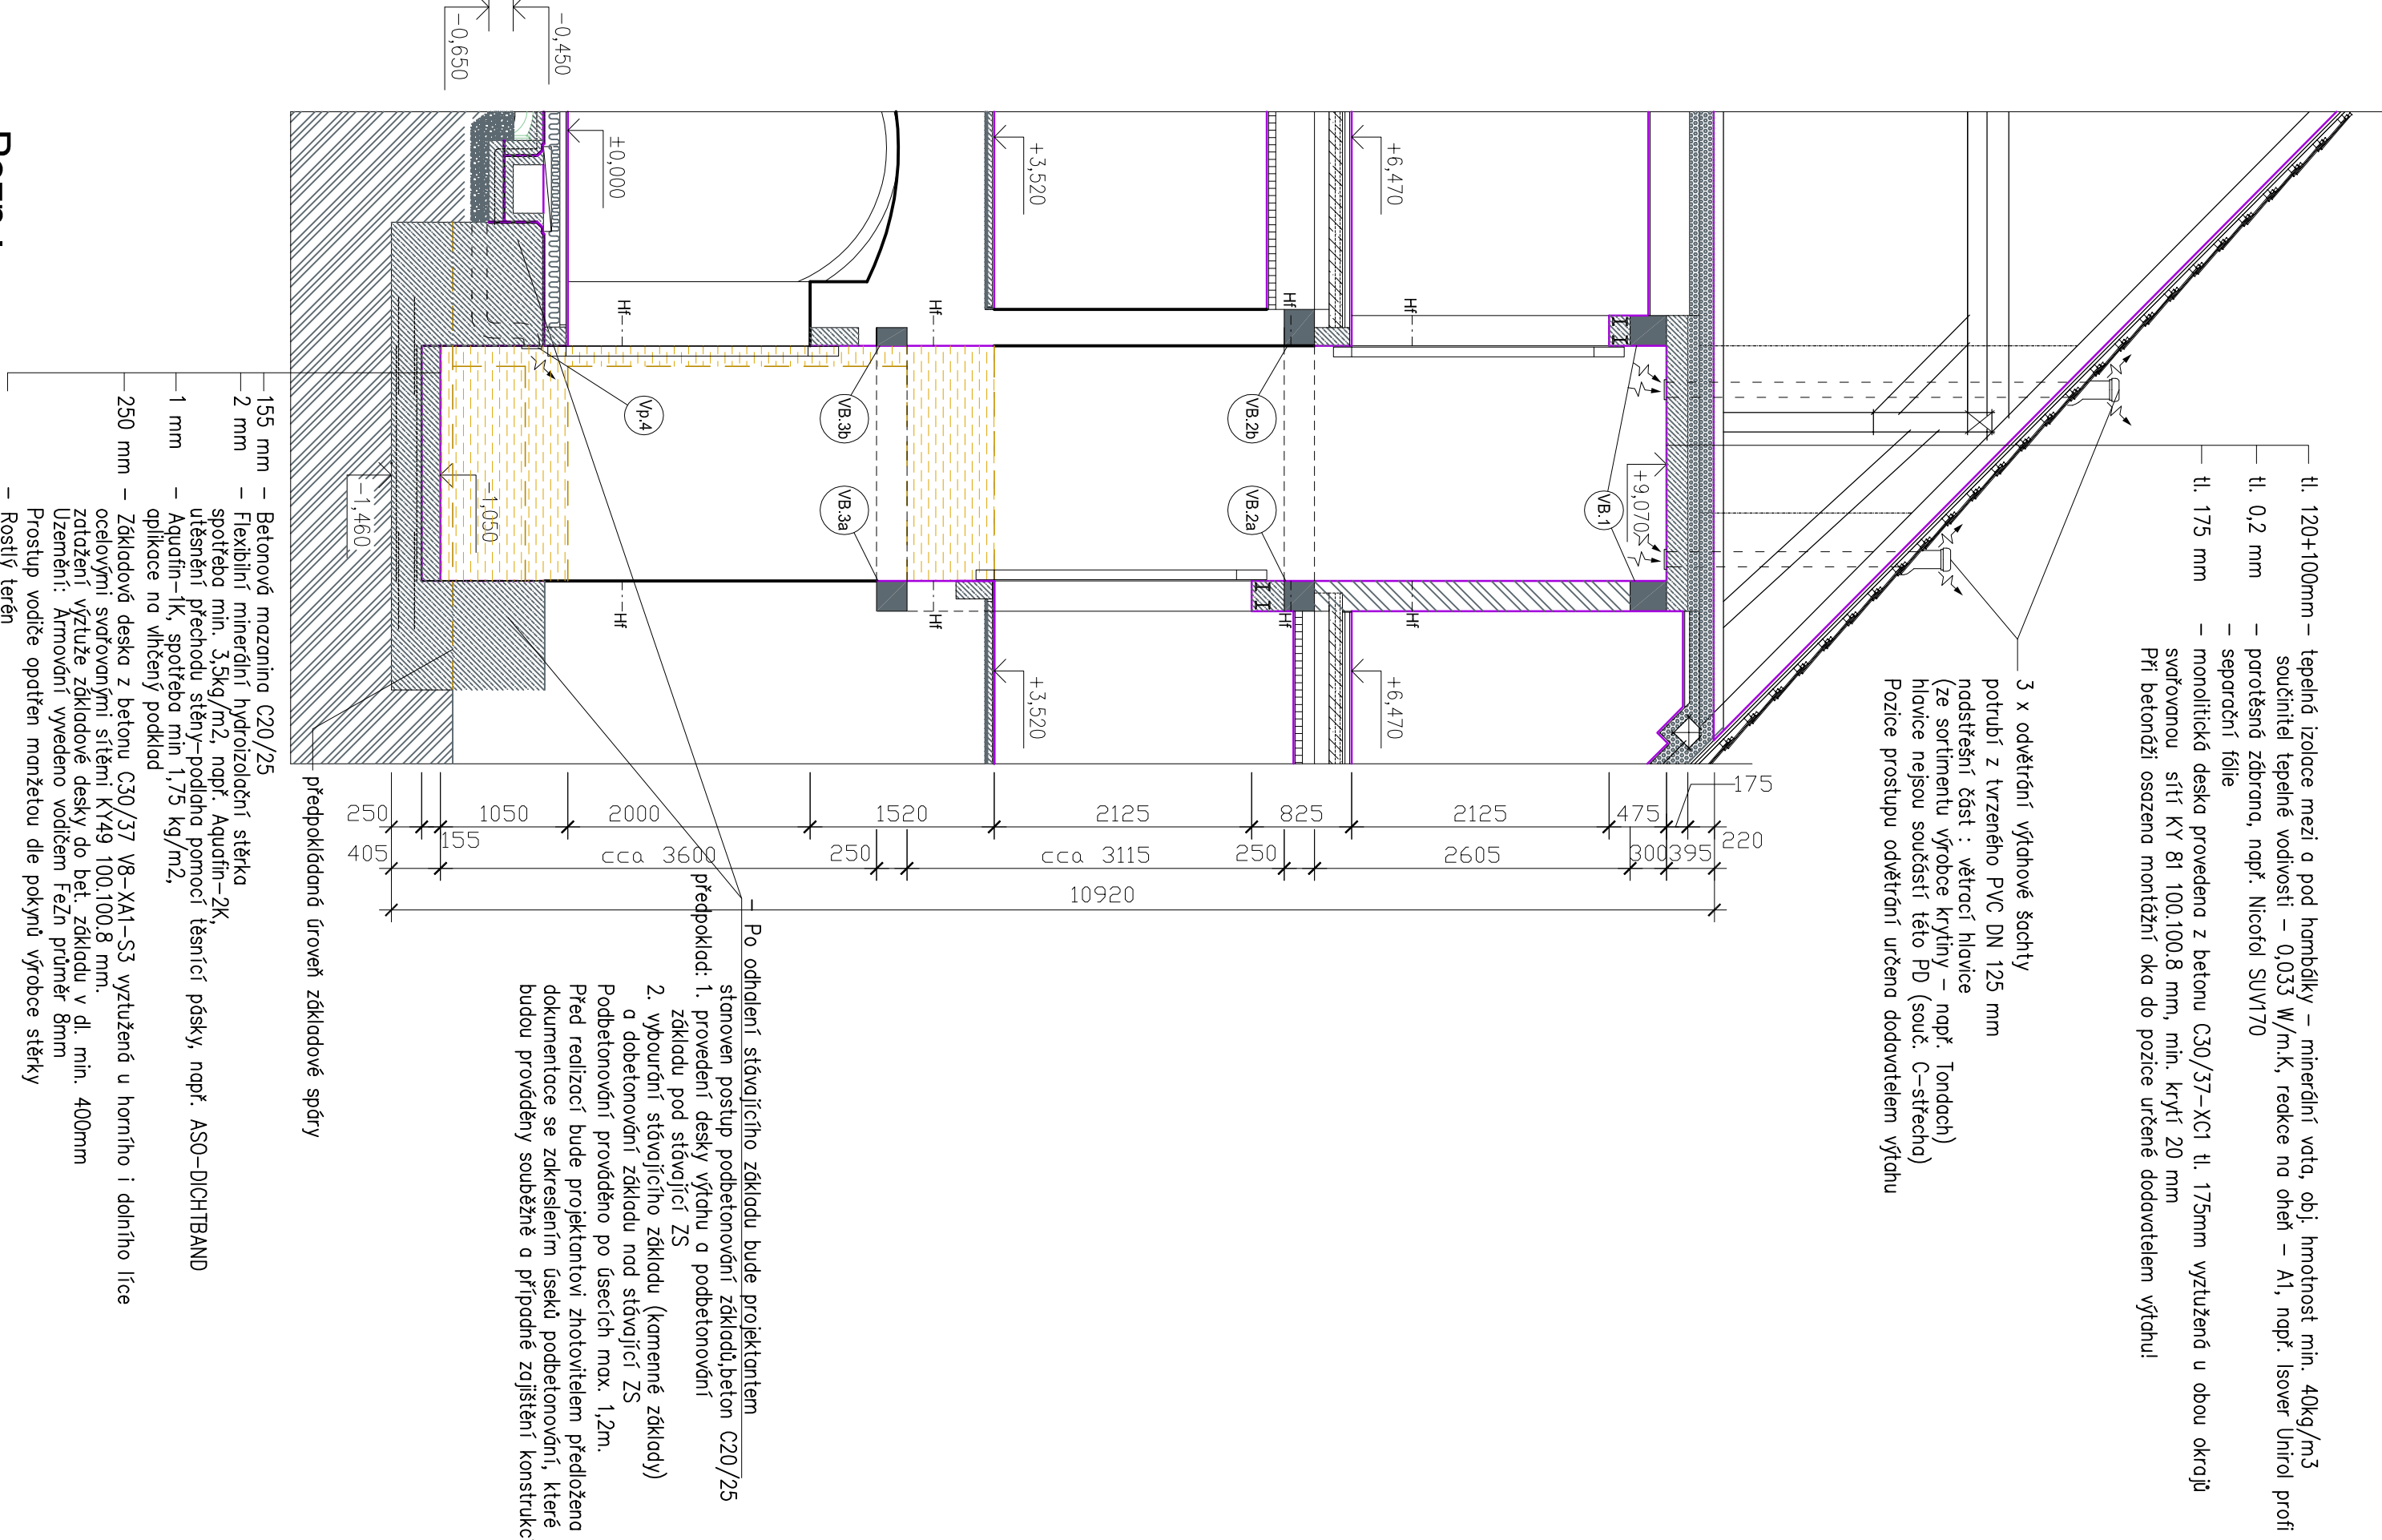 tl. 120+100mm – tepelná izolace mezi a pod hambálky – minerální vata, obj. hmotnost min. 40kg/m3
součinitel tepelné vodivosti – 0,033 W/m.K, reakce na oheň – A1, např. Isover Unirol profi
tl. 0,2 mm – parotěsná zábrana, např. Nicofol SUV170
– separační fólie
tl. 175 mm – monolitická deska provedena z betonu C30/37-XC1 tl. 175mm vyztužená u obou okrajů
svařovanou sítí KY 81 100.100.8 mm, min. krytí 20 mm
Při betonáži osazena montážní oka do pozice určené dodavatelem výtahu!
3 x odvětrání výtahové šachty
potrubí z tvrzeného PVC DN 125 mm
nadstřešní část : větrací hlavice
(ze sortimentu výrobce krytiny – např. Tondach)
hlavice nejsou součástí této PD (souč. C-střecha)
Pozice prostupu odvětrání určena dodavatelem výtahu
+9,070
VB.1
+6,470
+6,470
Hf
Hf
Hf
Hf
VB.2b
VB.2a
+3,520
+3,520
Hf
Hf
VB.3b
VB.3a
±0,000
Hf
Hf
Vp.4
-0,450
-0,650
-1,050
-1,460
175
220
475
2125
825
2125
1520
2000
1050
155
250
395
300
2605
250
cca 3115
250
cca 3600
405
10920
– Po odhalení stávajícího základu bude projektantem
stanoven postup podbetonování základů,beton C20/25
předpoklad: 1. provedení desky výtahu a podbetonování
základu pod stávající ZS
2. vybourání stávajícího základu (kamenné základy)
a dobetonování základu nad stávající ZS
Podbetonování prováděno po úsecích max. 1,2m.
Před realizací bude projektantovi zhotovitelem předložena
dokumentace se zakreslením úseků podbetonování, které
budou prováděny souběžně a případné zajištění konstrukc
předpokládaná úroveň základové spáry
155 mm – Betonová mazanina C20/25
2 mm – Flexibilní minerální hydroizolační stěrka
spotřeba min. 3,5kg/m2, např. Aquafin-2K,
utěsnění přechodu stěny-podlaha pomocí těsnící pásky, např. ASO-DICHTBAND
1 mm – Aquafin-1K, spotřeba min 1,75 kg/m2,
aplikace na vlhčený podklad
250 mm – Základová deska z betonu C30/37 V8-XA1-S3 vyztužená u horního i dolního líce
ocelovými svařovanými sítěmi KY49 100.100.8 mm.
zatažení výztuže základové desky do bet. základu v dl. min. 400mm
Uzemění: Armování vyvedeno vodičem FeZn průměr 8mm
Prostup vodiče opatřen manžetou dle pokynů výrobce stěrky
– Rostlý terén